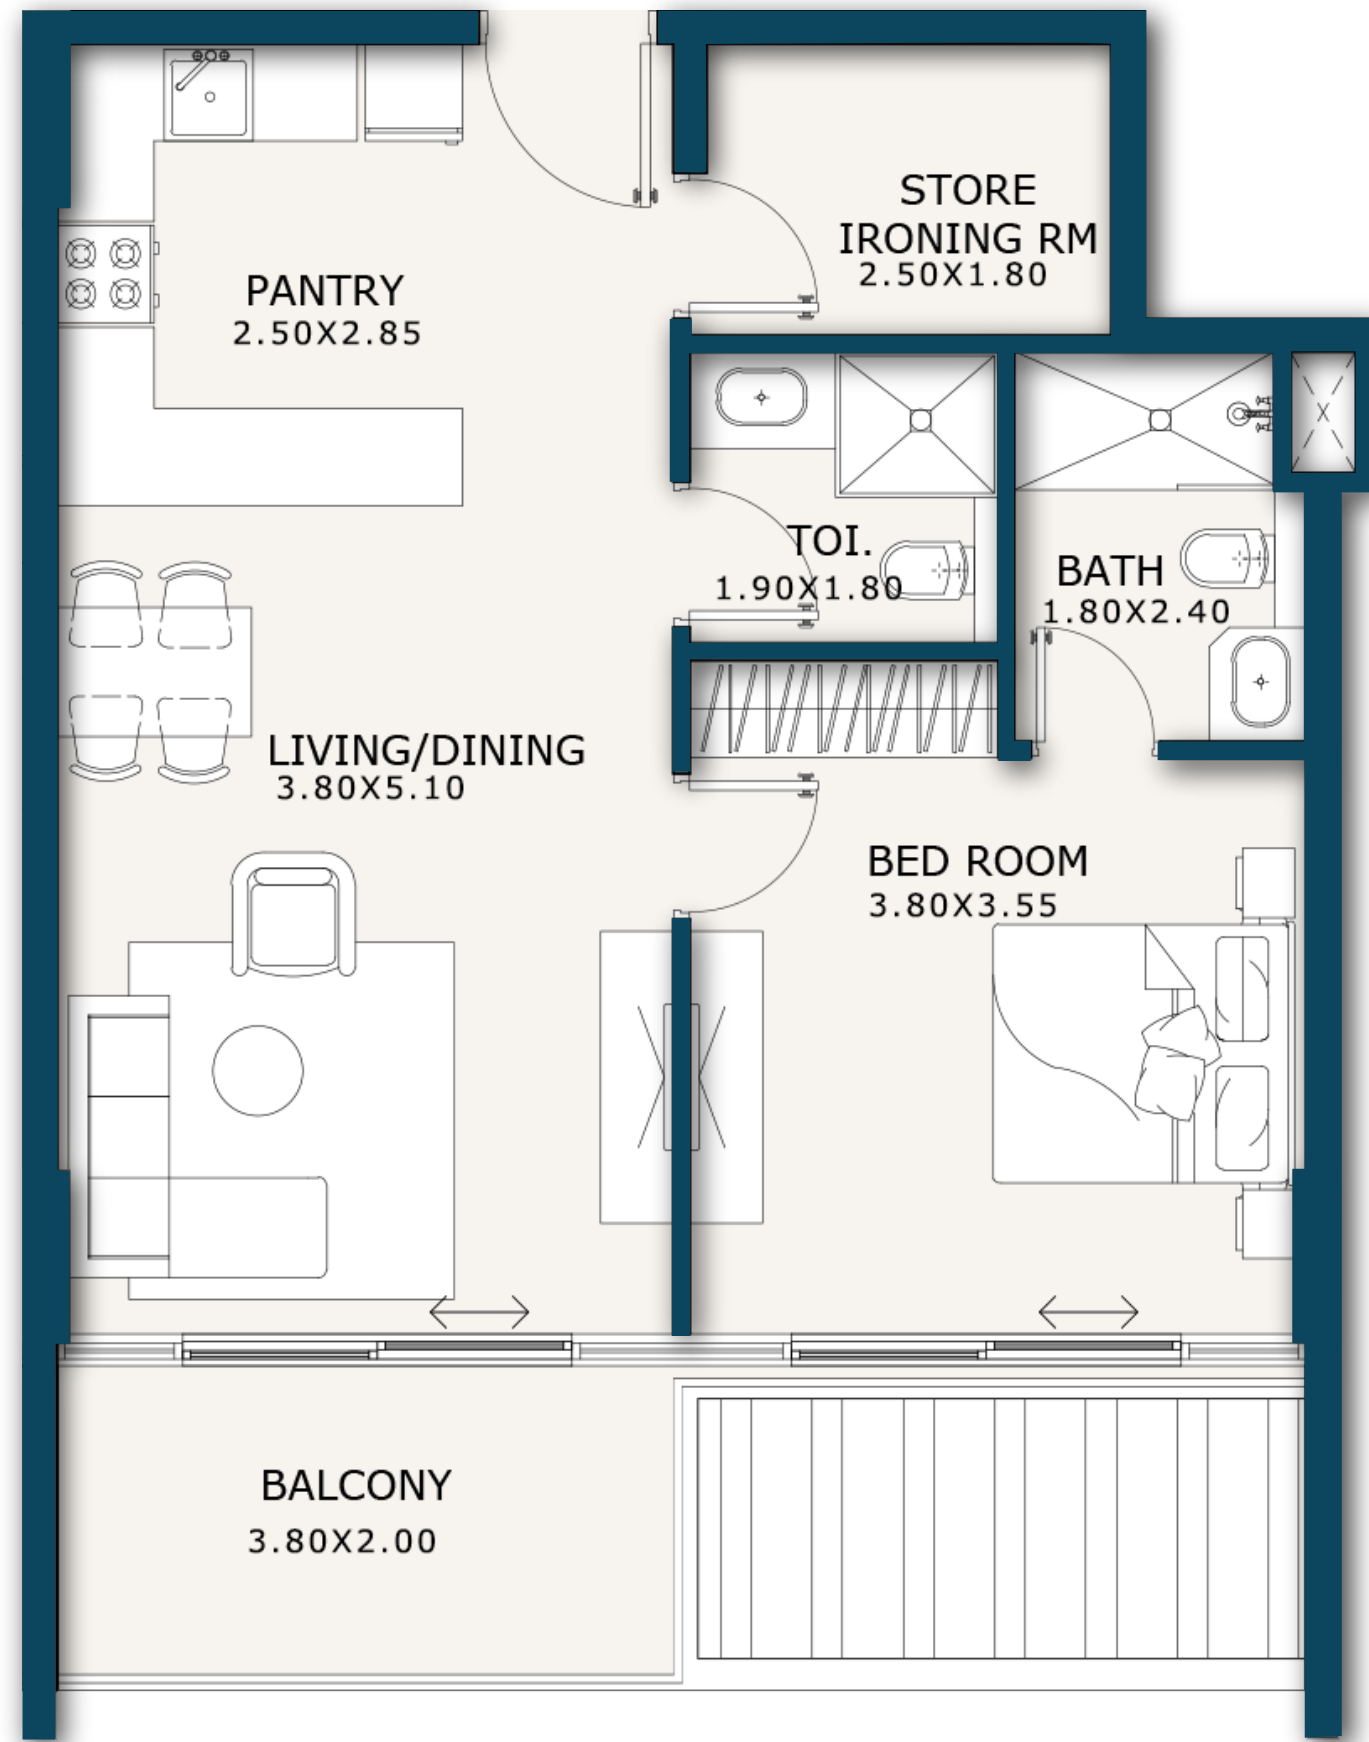 STORE
IRONING RM
2.50X1.80
PANTRY
2.50X2.85
TOI.
1.90X1.80
BATH
1.80X2.40
LIVING/DINING
3.80X5.10
BED ROOM
3.80X3.55
BALCONY
3.80X2.00